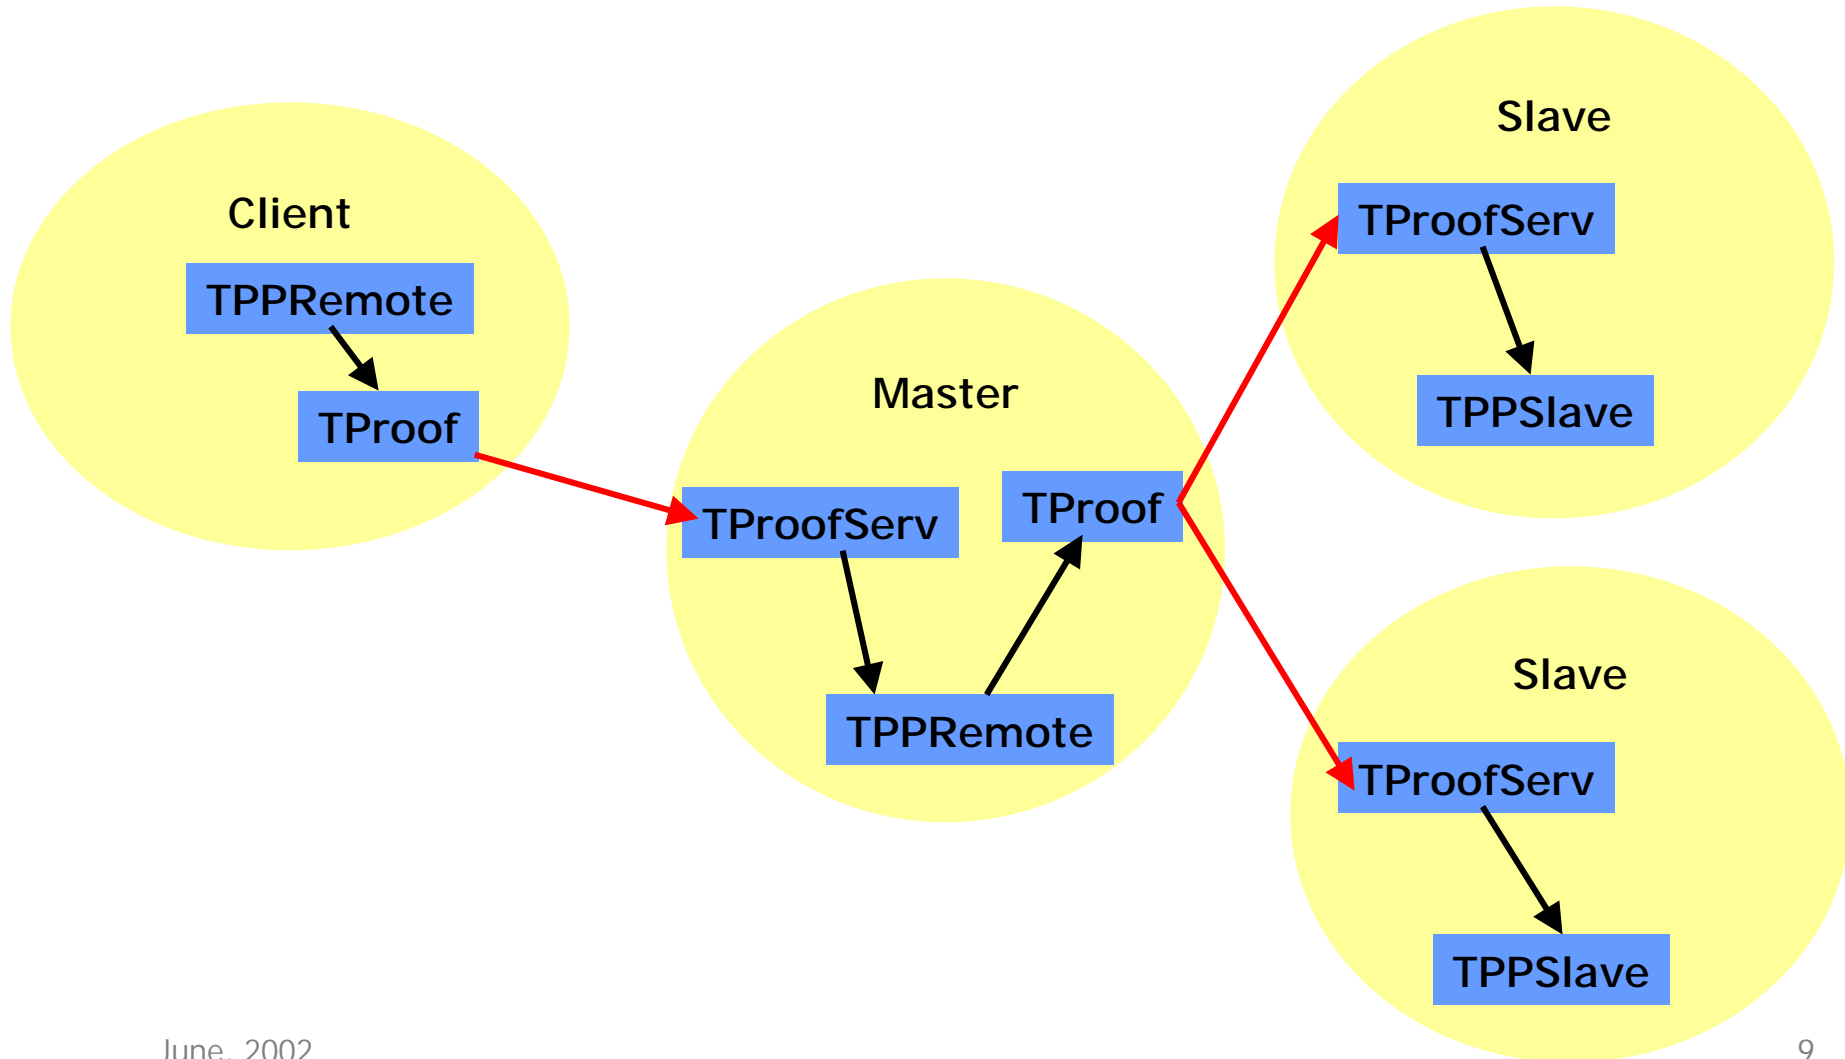 Client
TPPRemote
TProof
Master
TProofServ
TProof
TPPRemote
Slave
TProofServ
TPPSlave
Slave
TProofServ
TPPSlave
June, 2002
9